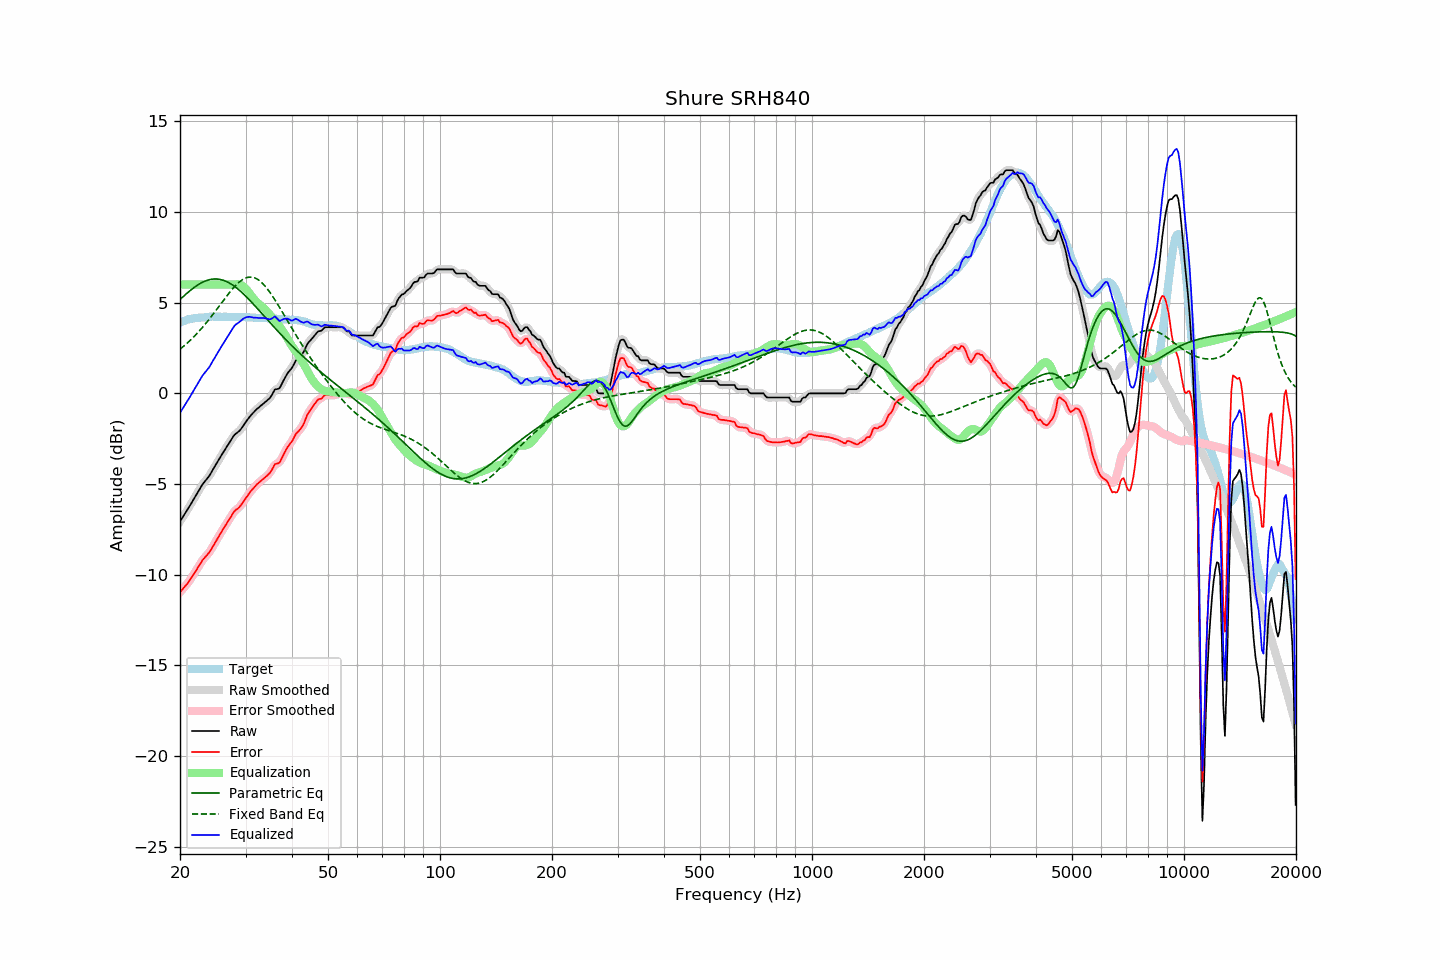 Shure SRH840
15
10
5
0
−5
−10
−15
−20
−25
Amplitude (dBr)
Target
Raw Smoothed
Error Smoothed
Raw
Error
Equalization
Parametric Eq
Fixed Band Eq
Equalized
20 50 100 200 500 1000 2000 5000 10000 20000
Frequency (Hz)